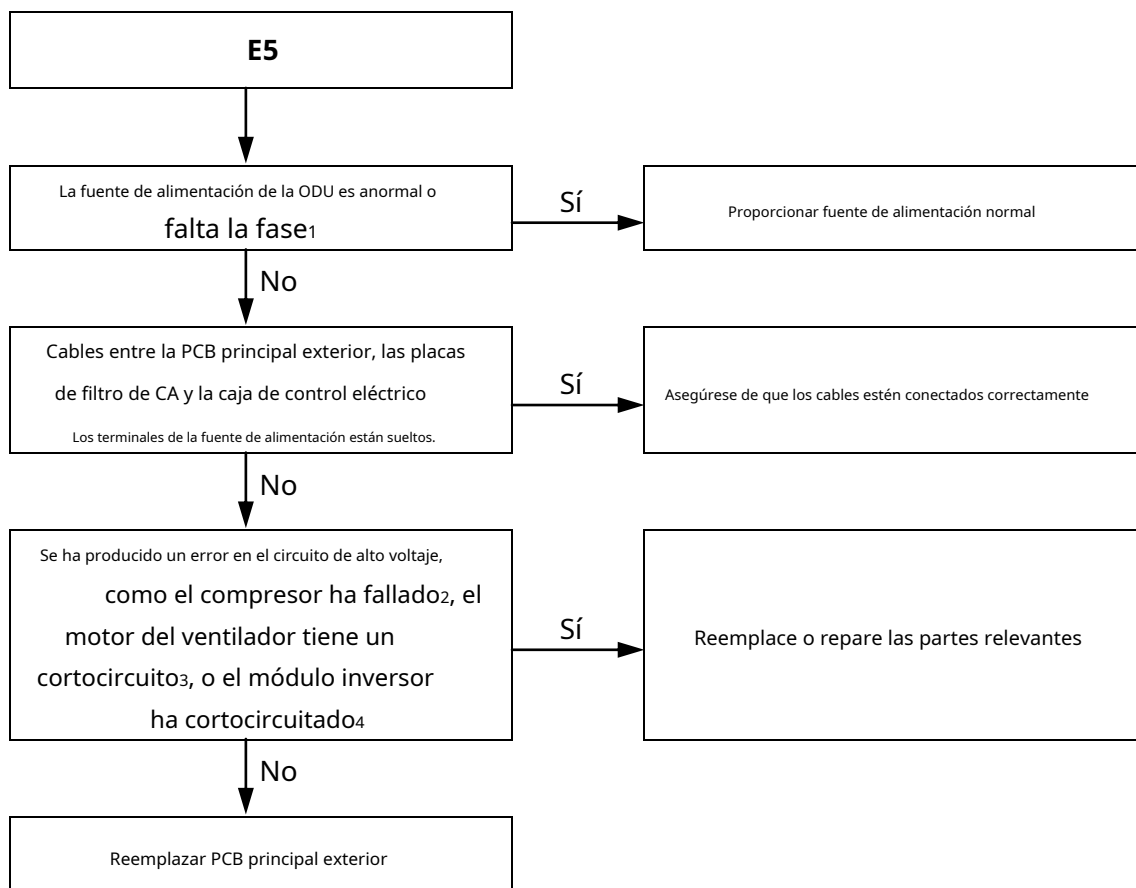 E5
La fuente de alimentación de la ODU es anormal o
falta la fase1
Sí
Proporcionar fuente de alimentación normal
No
Cables entre la PCB principal exterior, las placas
de filtro de CA y la caja de control eléctrico
Los terminales de la fuente de alimentación están sueltos.
Sí
Asegúrese de que los cables estén conectados correctamente
No
Se ha producido un error en el circuito de alto voltaje,
como el compresor ha fallado2, el
motor del ventilador tiene un
cortocircuito3, o el módulo inversor
ha cortocircuitado4
Sí
Reemplace o repare las partes relevantes
No
Reemplazar PCB principal exterior